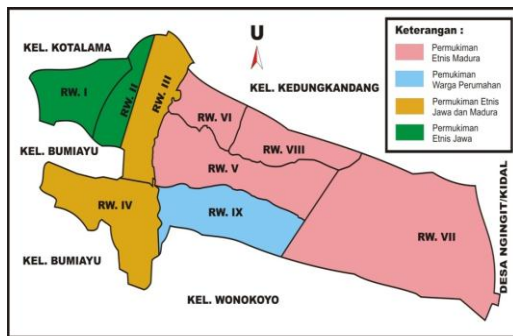 KEL. KOTALAMA
U
KEL. KEDUNGKANDANG
Keterangan :
Permukiman
Etnis Madura
Permukiman
Warga Perumahan
Permukiman Etnis
Jawa dan Madura
Permukiman
Etnis Jawa
RW. I
RW. II
RW. III
RW. VI
RW. VIII
KEL. BUMIAYU
RW. V
RW. IV
RW. IX
RW. VII
DESA NGINGIT/KIDAL
KEL. BUMIAYU
KEL. WONOKOYO